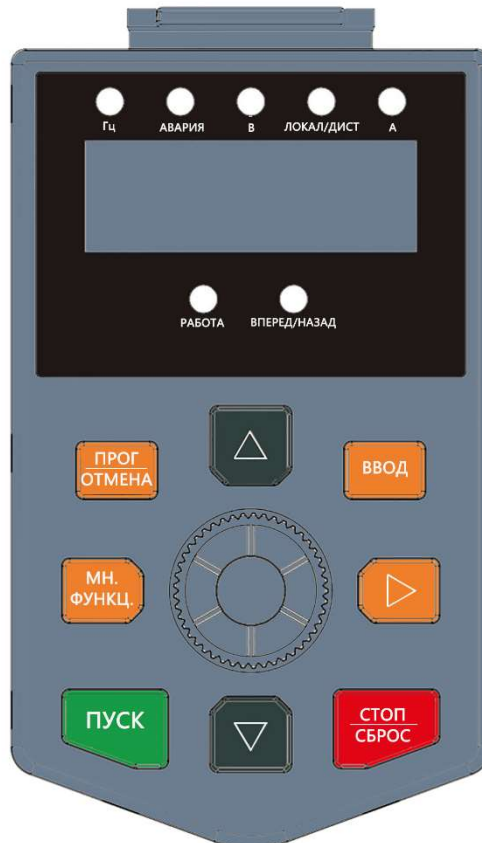 Гц АВАРИЯ В ЛОКАЛ/ДИСТ А
РАБОТА ВПЕРЕД/НАЗАД
ПРОГ
ОТМЕНА
ВВОД
МН.
ФУНКЦ.
ПУСК
СТОП
СБРОС